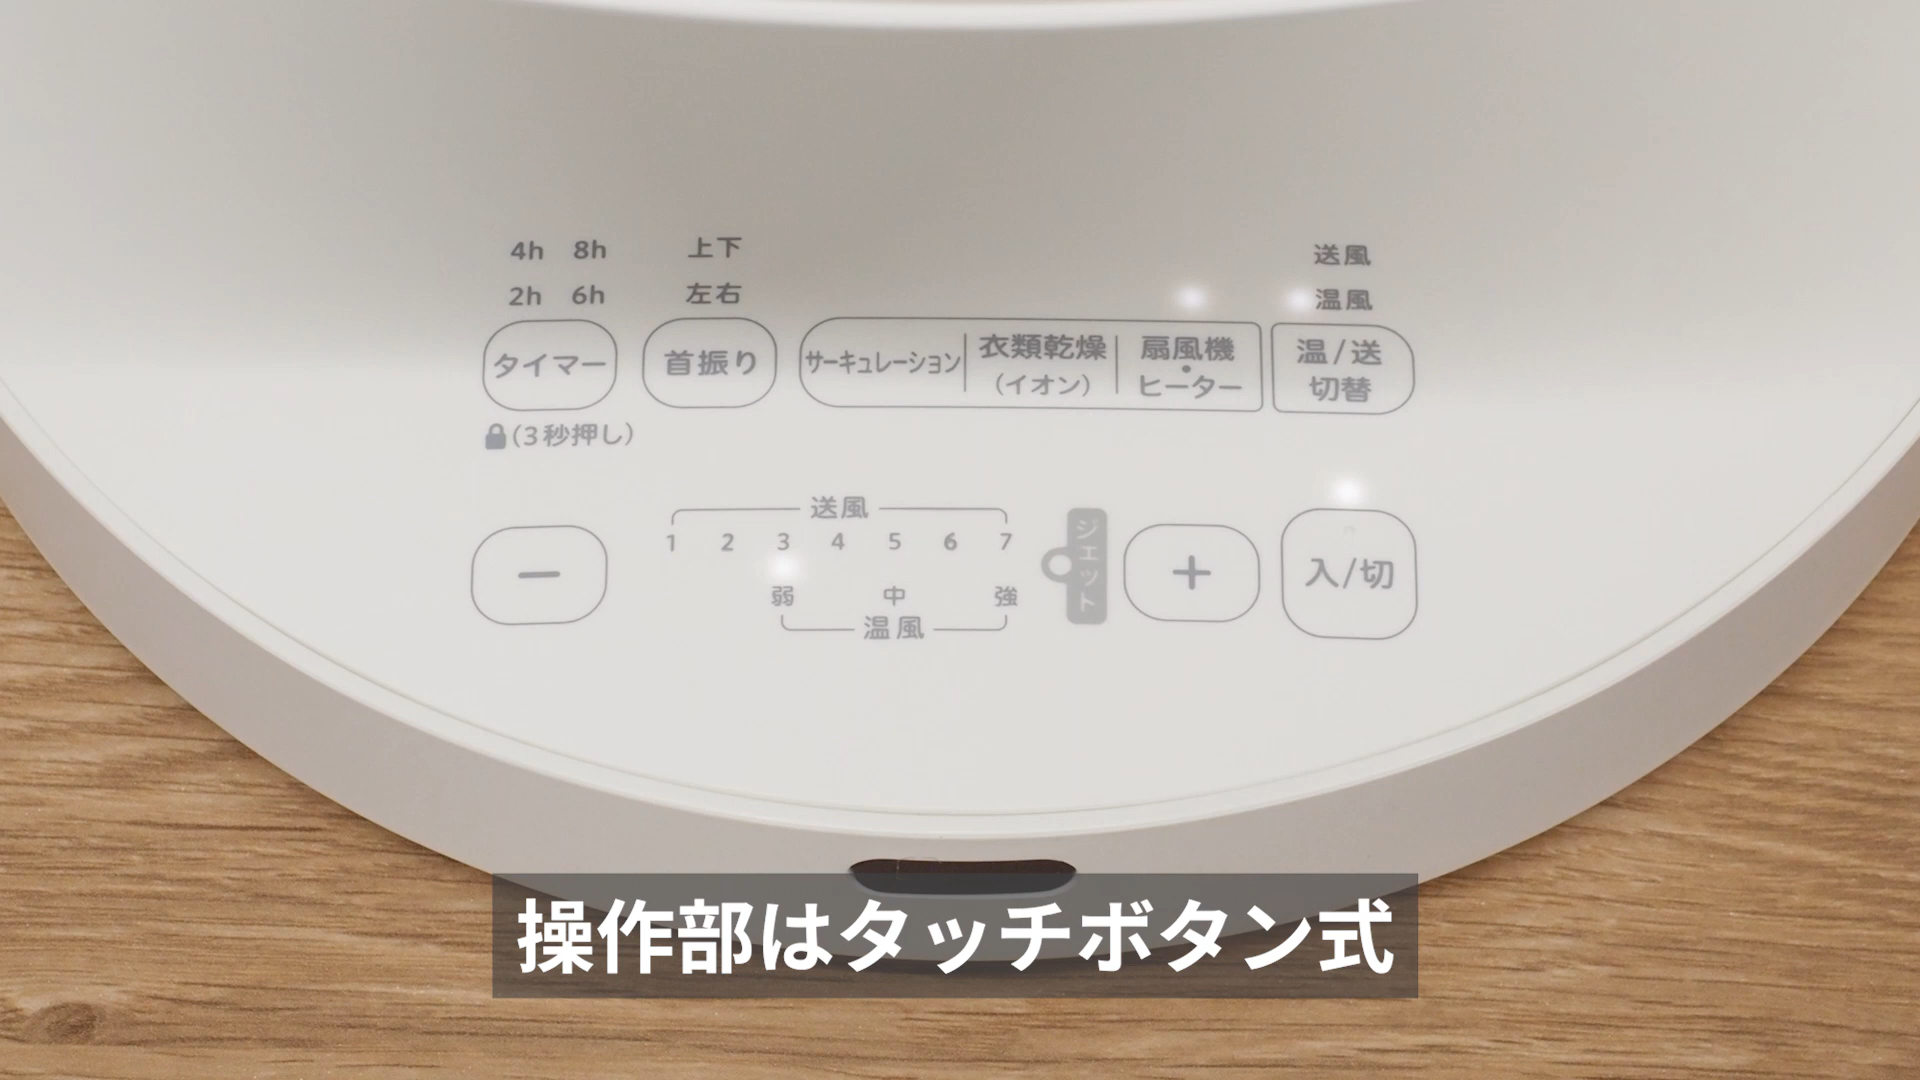 4h 8h
2h 6h
上下
左右
送風
温風
タイマー
首振り
サーキュレーション
衣類乾燥
(イオン)
扇風機
・
ヒーター
温/送
切替
(3秒押し)
送風
1 2 3 4 5 6 7
弱 中 強
温風
ジェット
−
+
入/切
操作部はタッチボタン式